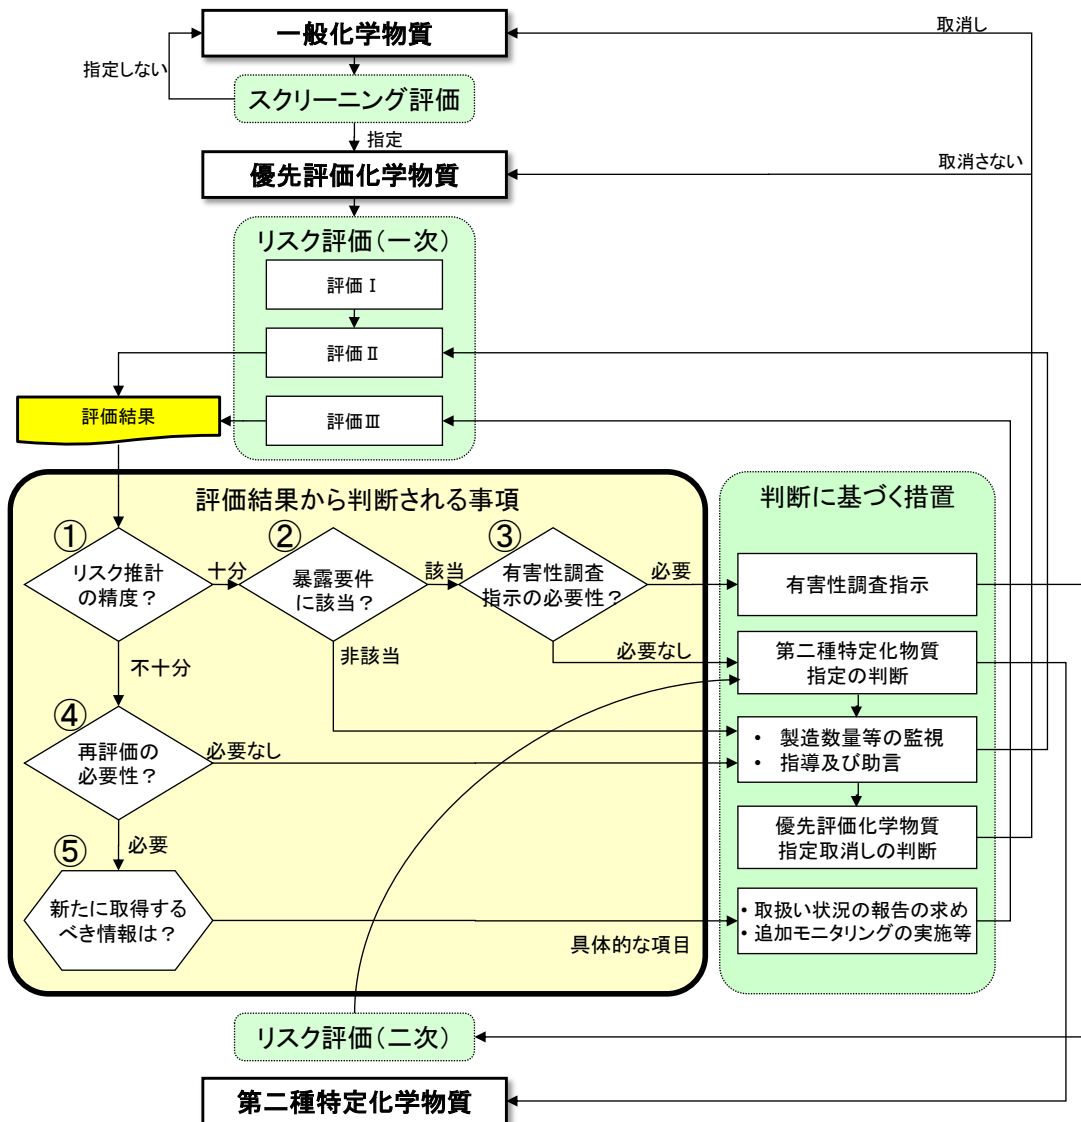 一般化学物質
取消し
指定しない
スクリーニング評価
指定
優先評価化学物質
取消さない
リスク評価(一次)
評価Ⅰ
評価Ⅱ
評価結果
評価Ⅲ
評価結果から判断される事項
判断に基づく措置
①
リスク推計
の精度?
十分
②
暴露要件
に該当?
該当
③
有害性調査
指示の必要性?
必要
有害性調査指示
不十分
非該当
必要なし
第二種特定化物質
指定の判断
④
再評価の
必要性?
必要なし
・ 製造数量等の監視
・ 指導及び助言
必要
優先評価化学物質
指定取消しの判断
⑤
新たに取得する
べき情報は?
具体的な項目
・取扱い状況の報告の求め
・追加モニタリングの実施等
リスク評価(二次)
第二種特定化学物質